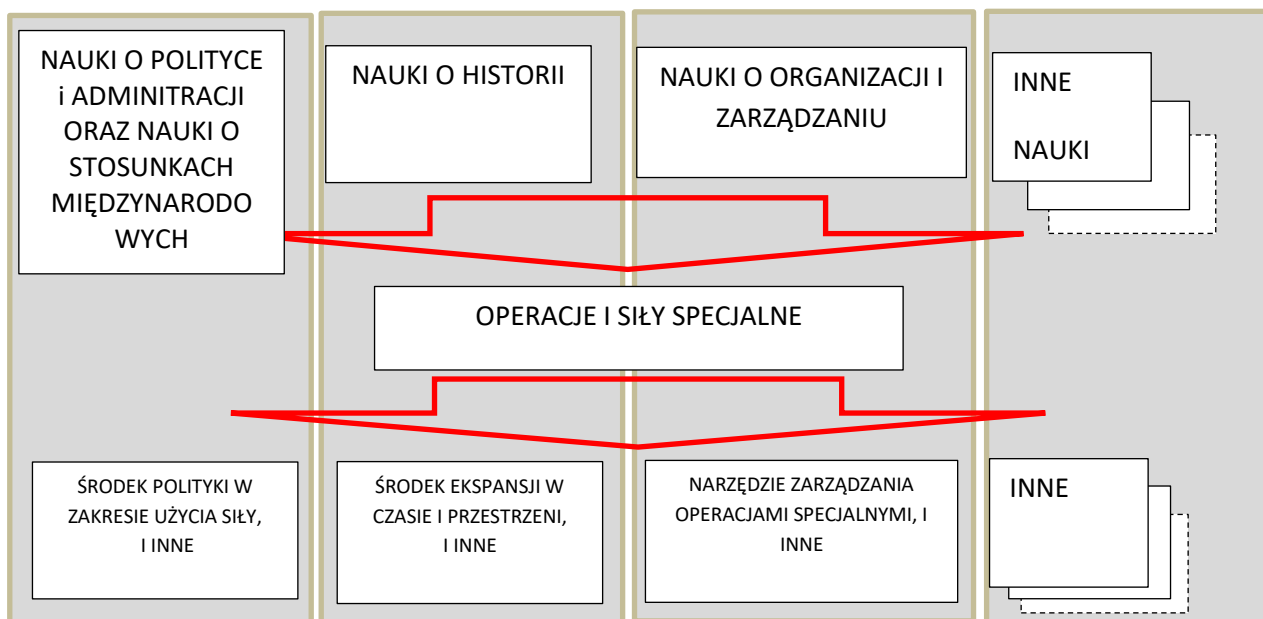 NAUKI O POLITYCE
i ADMINITRACJI
ORAZ NAUKI O
STOSUNKACH
MIĘDZYNARODO
WYCH
NAUKI O HISTORII
NAUKI O ORGANIZACJI I
ZARZĄDZANIU
INNE
NAUKI
OPERACJE I SIŁY SPECJALNE
ŚRODEK POLITYKI W
ZAKRESIE UŻYCIA SIŁY,
I INNE
ŚRODEK EKSPANSJI W
CZASIE I PRZESTRZENI,
I INNE
NARZĘDZIE ZARZĄDZANIA
OPERACJAMI SPECJALNYMI, I
INNE
INNE